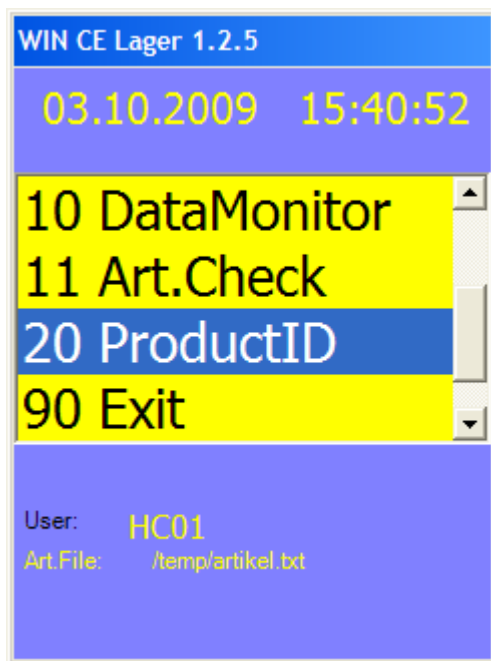 WIN CE Lager 1.2.5
03.10.2009 15:40:52
10 DataMonitor
11 Art.Check
20 ProductID
90 Exit
User: HC01
Art.File: /temp/artikel.txt